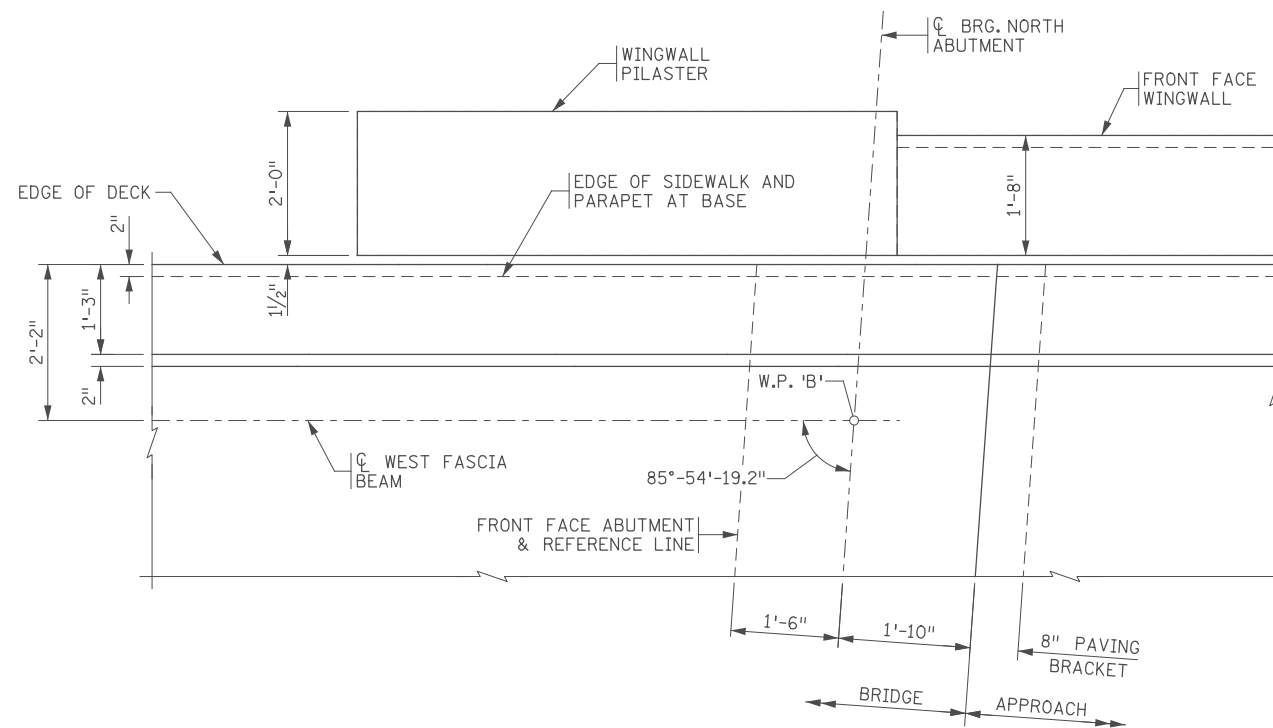 ℄ BRG. NORTH
ABUTMENT
WINGWALL
PILASTER
FRONT FACE
WINGWALL
2'-0"
1'-8"
EDGE OF DECK
EDGE OF SIDEWALK AND
PARAPET AT BASE
2"
1'-3"
2'-2"
1½"
2"
W.P. 'B'
℄ WEST FASCIA
BEAM
85°-54'-19.2"
FRONT FACE ABUTMENT
& REFERENCE LINE
1'-6"
1'-10"
8" PAVING
BRACKET
BRIDGE
APPROACH